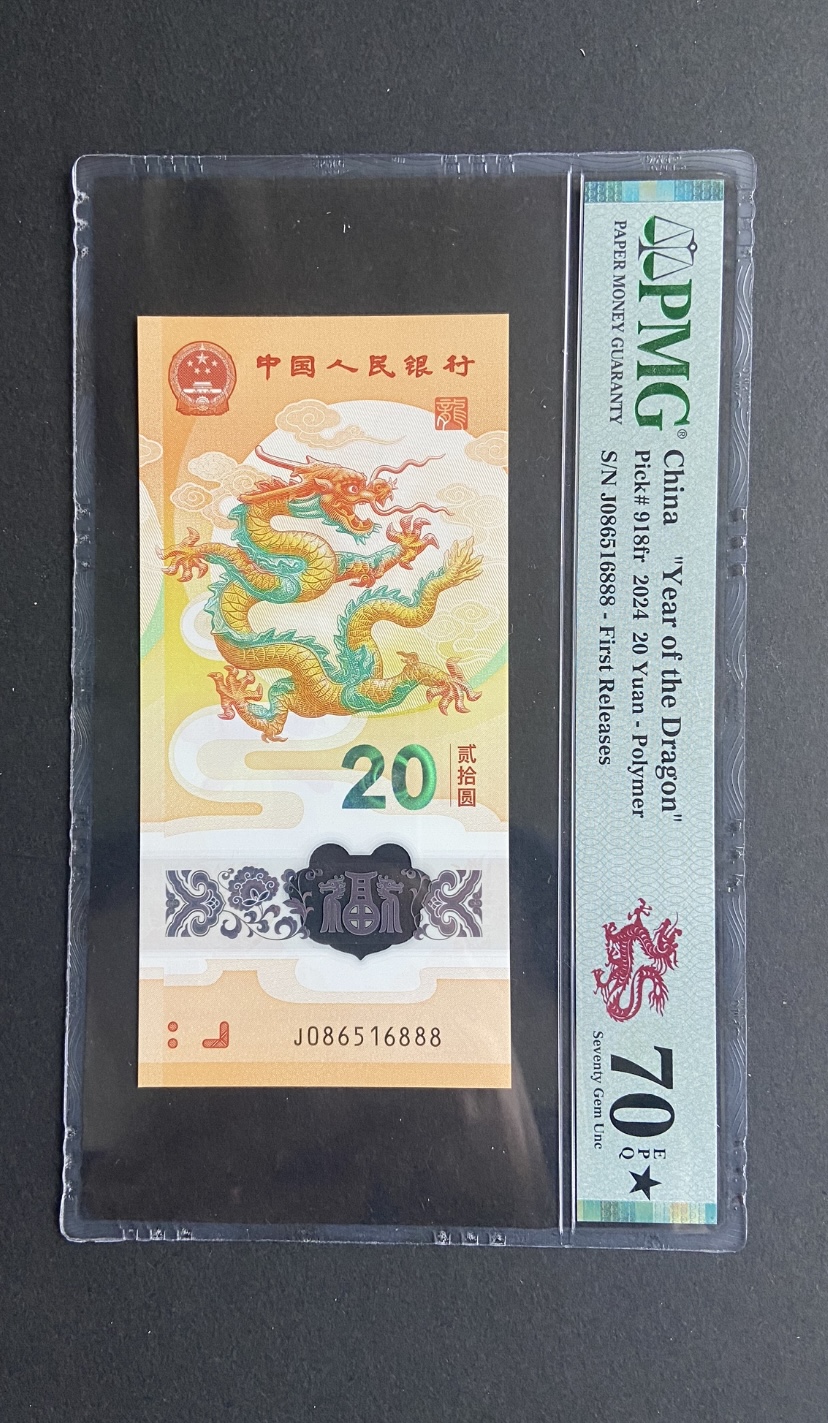 中国人民银行
龍
20
贰拾圆
J086516888
PMG®
PAPER MONEY GUARANTY
China "Year of the Dragon"
Pick# 918fr 2024 20 Yuan - Polymer
S/N J086516888 - First Releases
70 EPQ ★
Seventy Gem Unc